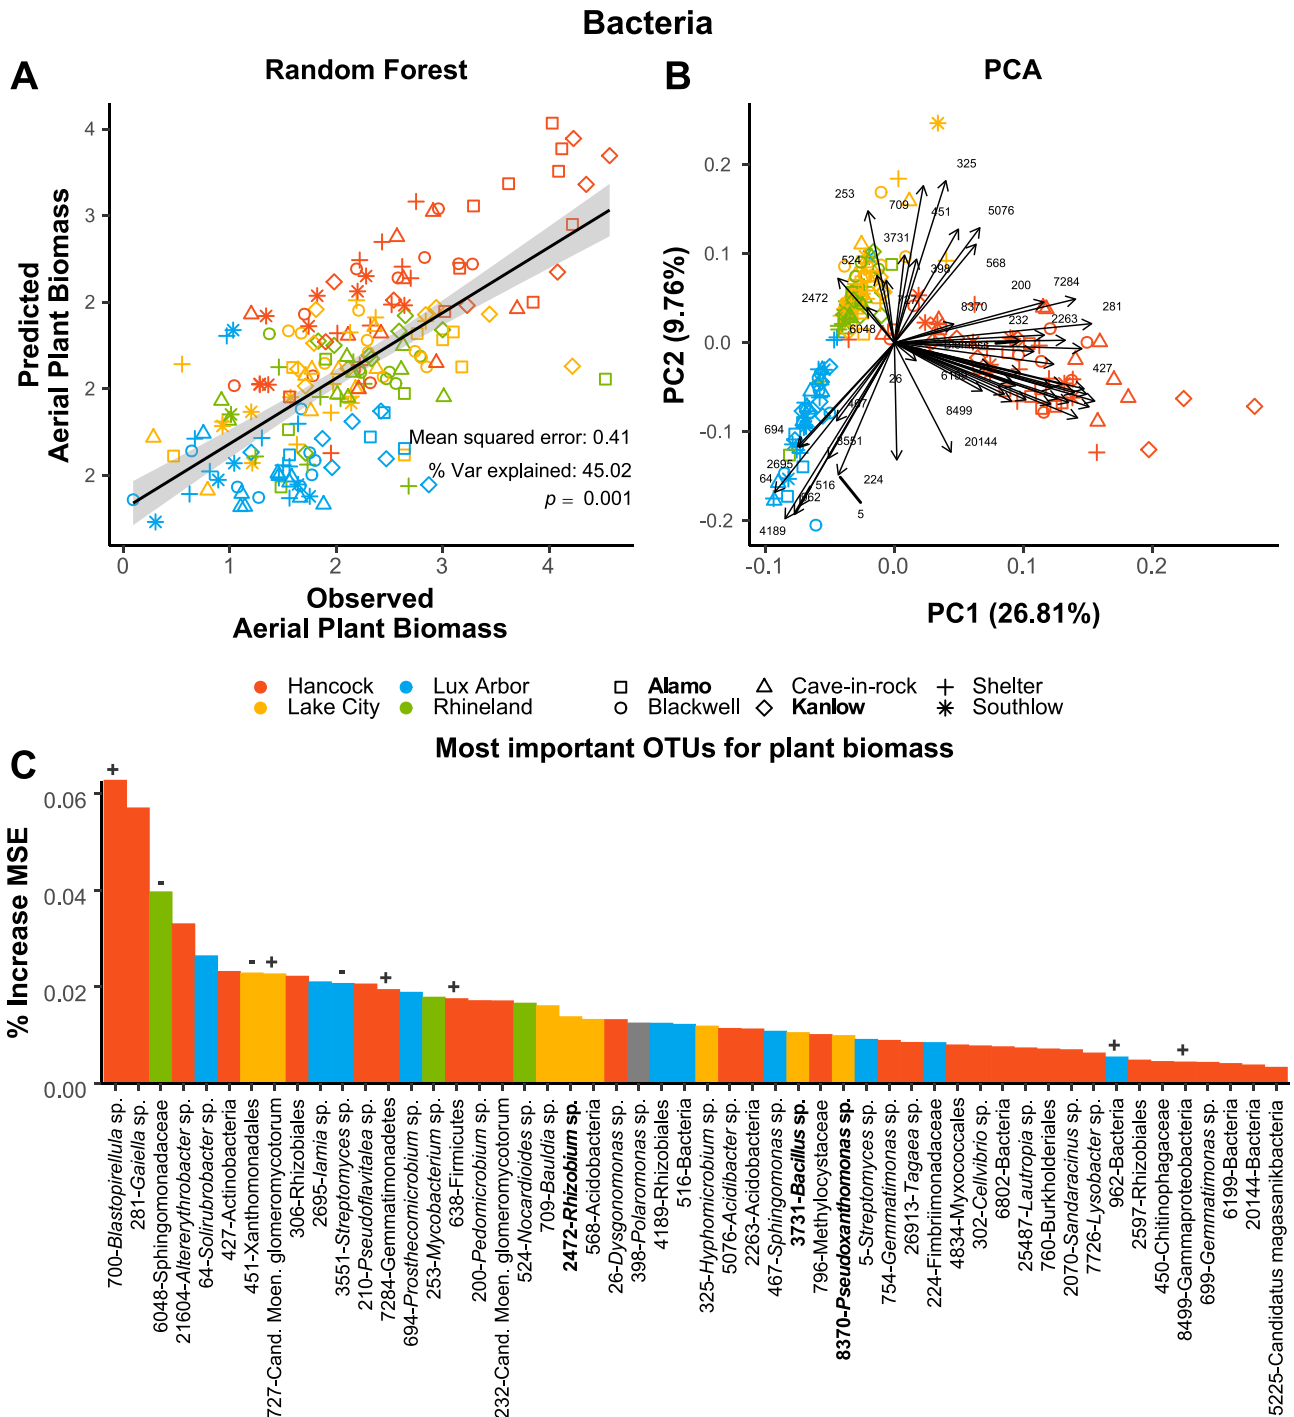 Bacteria
A
Random Forest
4
3
2
2
2
Predicted
Aerial Plant Biomass
Mean squared error: 0.41
% Var explained: 45.02
p = 0.001
0 1 2 3 4
Observed
Aerial Plant Biomass
B
PCA
0.2
0.1
0.0
-0.1
-0.2
PC2 (9.76%)
325
253
709
451
5076
3731
524
398
568
2472
200
7284
8370
281
6048
232
2263
427
26
8499
694
20144
3551
2695
64
516
224
5
4189
-0.1 0.0 0.1 0.2
PC1 (26.81%)
Hancock Lux Arbor Alamo Cave-in-rock Shelter
Lake City Rhineland Blackwell Kanlow Southlow
C
Most important OTUs for plant biomass
% Increase MSE
0.06
0.04
0.02
0.00
+
-
-
+
-
+
+
+
+
700-Blastopirellula sp.
281-Gaiella sp.
6048-Sphingomonadaceae
21604-Altererythrobacter sp.
64-Solirubrobacter sp.
427-Actinobacteria
451-Xanthomonadales
727-Cand. Moen. glomeromycotorum
306-Rhizobiales
2695-Iamia sp.
3551-Streptomyces sp.
210-Pseudoflavitalea sp.
7284-Gemmatimonadetes
694-Prosthecomicrobium sp.
253-Mycobacterium sp.
638-Firmicutes
200-Pedomicrobium sp.
232-Cand. Moen. glomeromycotorum
524-Nocardioides sp.
709-Bauldia sp.
2472-Rhizobium sp.
568-Acidobacteria
26-Dysgonomonas sp.
398-Polaromonas sp.
4189-Rhizobiales
516-Bacteria
325-Hyphomicrobium sp.
5076-Acidibacter sp.
2263-Acidobacteria
467-Sphingomonas sp.
3731-Bacillus sp.
796-Methylocystaceae
8370-Pseudoxanthomonas sp.
5-Streptomyces sp.
754-Gemmatimonas sp.
26913-Tagaea sp.
224-Fimbriimonadaceae
4834-Myxococcales
302-Cellvibrio sp.
6802-Bacteria
25487-Lautropia sp.
760-Burkholderiales
2070-Sandaracinus sp.
7726-Lysobacter sp.
962-Bacteria
2597-Rhizobiales
450-Chitinophagaceae
8499-Gammaproteobacteria
699-Gemmatimonas sp.
6199-Bacteria
20144-Bacteria
5225-Candidatus magasanikbacteria